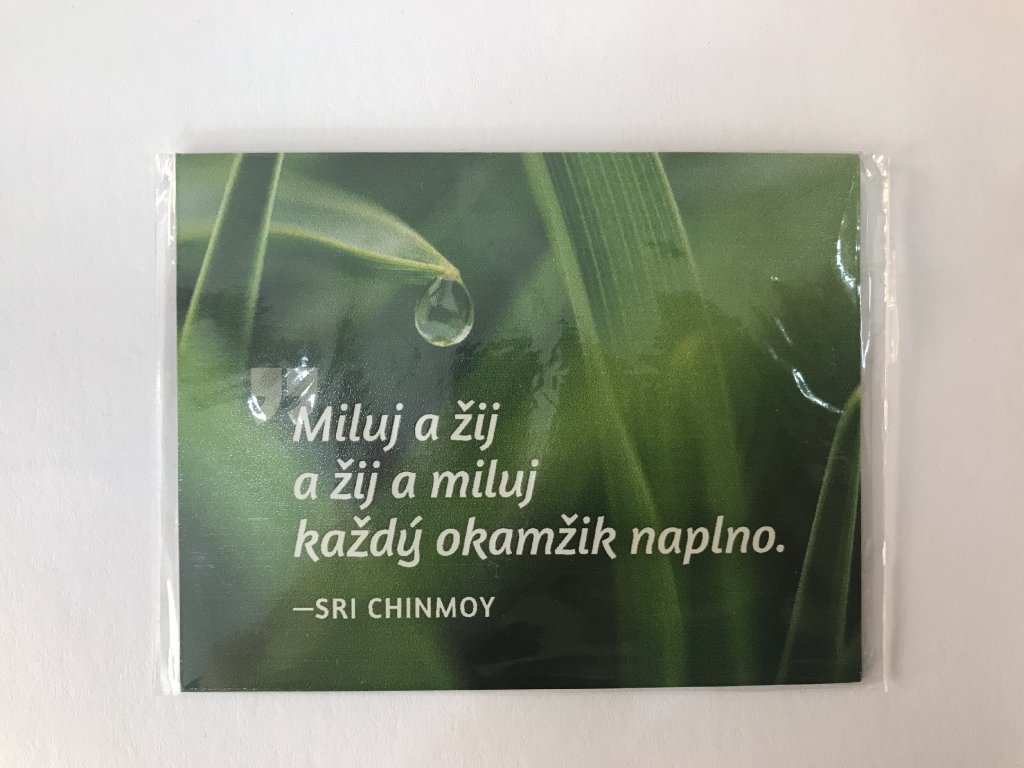 Miluj a žij
a žij a miluj
každý okamžik naplno.
—SRI CHINMOY